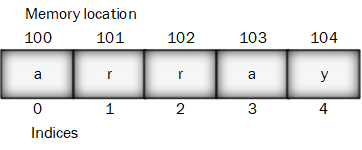 Memory location
100 101 102 103 104
a r r a y
0 1 2 3 4
Indices